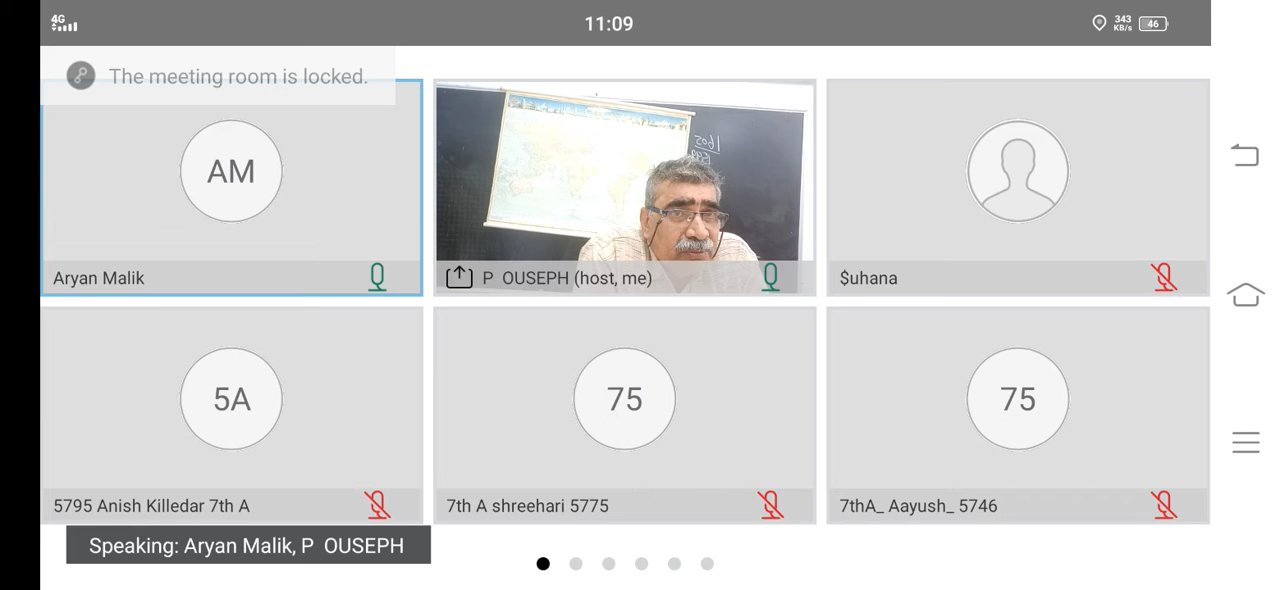 4G
11:09
343
KB/s
46
The meeting room is locked.
AM
Aryan Malik
1602
P OUSEPH (host, me)
$uhana
5A
5795 Anish Killedar 7th A
75
7th A shreehari 5775
75
7thA_ Aayush_ 5746
Speaking: Aryan Malik, P OUSEPH